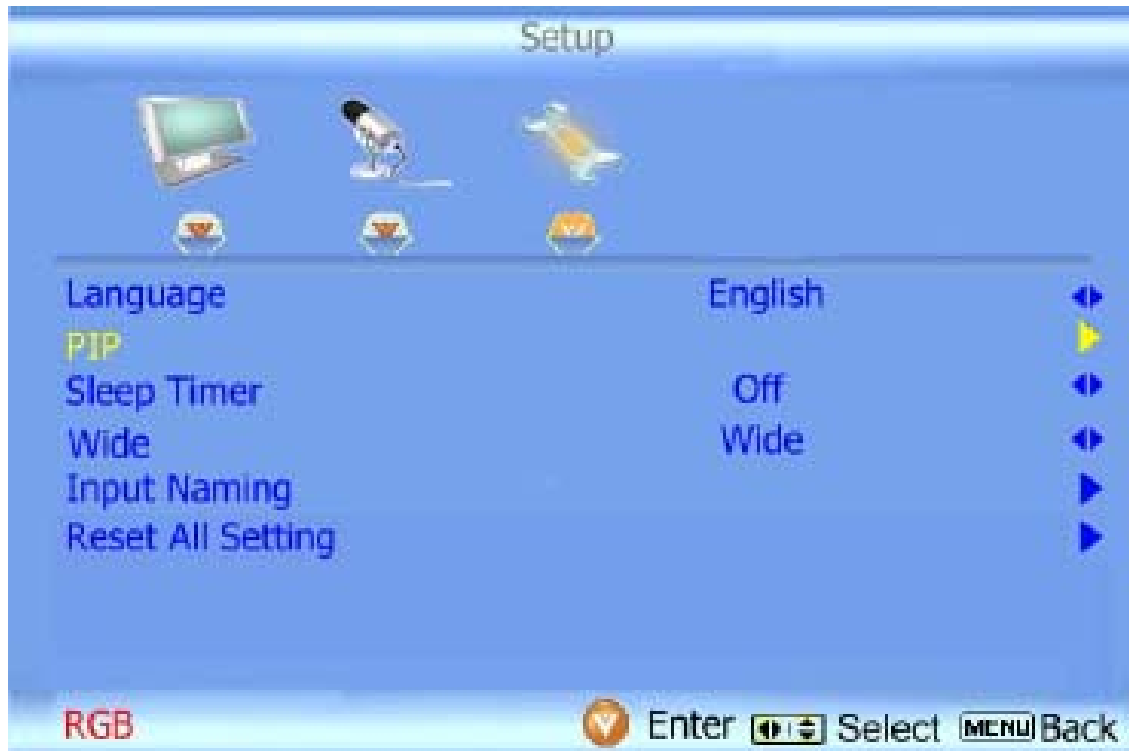 Setup
Language English
PIP
Sleep Timer Off
Wide Wide
Input Naming
Reset All Setting
RGB V Enter Select MENU Back